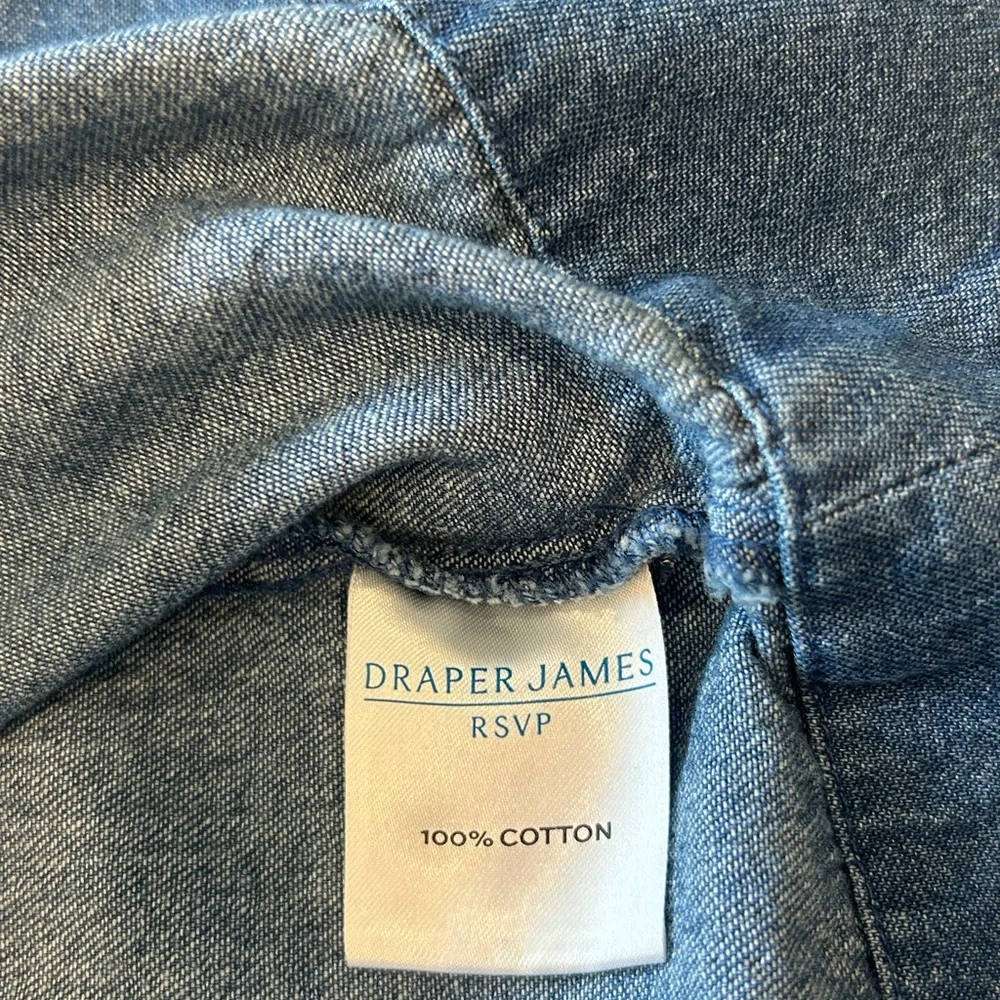 DRAPER JAMES
RSVP
100% COTTON